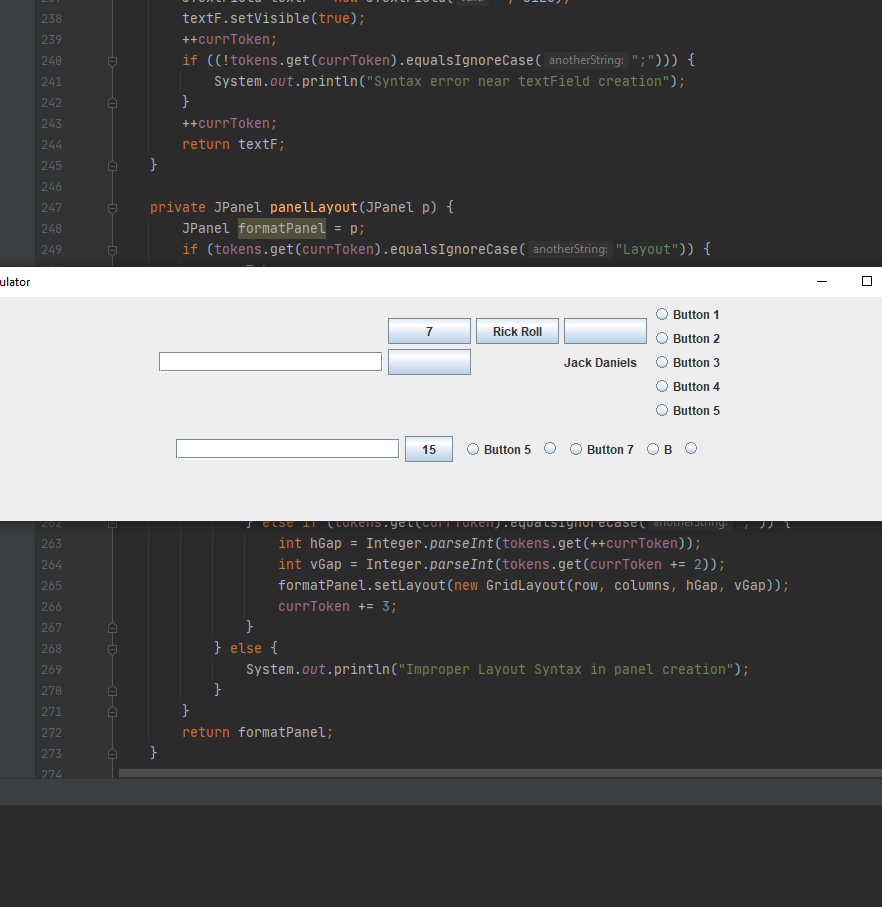 238 textF.setVisible(true);
239 ++currToken;
240 if ((!tokens.get(currToken).equalsIgnoreCase( anotherString: ";"))) {
241 System.out.println("Syntax error near textField creation");
242 }
243 ++currToken;
244 return textF;
245 }
246
247 private JPanel panelLayout(JPanel p) {
248 JPanel formatPanel = p;
249 if (tokens.get(currToken).equalsIgnoreCase( anotherString: "Layout")) {
ulator
Button 1
7 Rick Roll
Button 2
Jack Daniels Button 3
Button 4
Button 5
15 Button 5 Button 7 B
262 } else if (tokens.get(currToken).equalsIgnoreCase( anotherString: )) {
263 int hGap = Integer.parseInt(tokens.get(++currToken));
264 int vGap = Integer.parseInt(tokens.get(currToken += 2));
265 formatPanel.setLayout(new GridLayout(row, columns, hGap, vGap));
266 currToken += 3;
267 }
268 } else {
269 System.out.println("Improper Layout Syntax in panel creation");
270 }
271 }
272 return formatPanel;
273 }
274